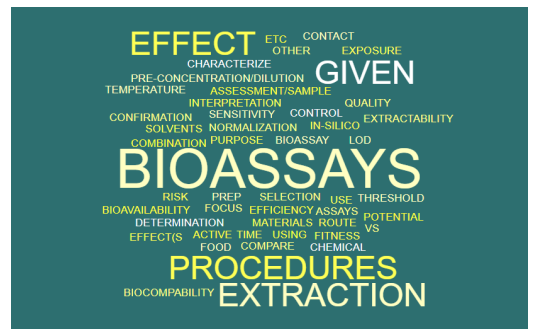 EFFECT ETC CONTACT
OTHER EXPOSURE
CHARACTERIZE GIVEN
PRE-CONCENTRATION/DILUTION
TEMPERATURE ASSESSMENT/SAMPLE
INTERPRETATION QUALITY
CONFIRMATION SENSITIVITY CONTROL EXTRACTABILITY
SOLVENTS NORMALIZATION IN-SILICO
COMBINATION PURPOSE BIOASSAY LOD
BIOASSAYS
RISK PREP SELECTION USE THRESHOLD
BIOAVAILABILITY FOCUS EFFICIENCY ASSAYS
DETERMINATION MATERIALS ROUTE POTENTIAL
VS
EFFECT(S ACTIVE TIME USING FITNESS
FOOD COMPARE CHEMICAL
PROCEDURES
BIOCOMPABILITY EXTRACTION